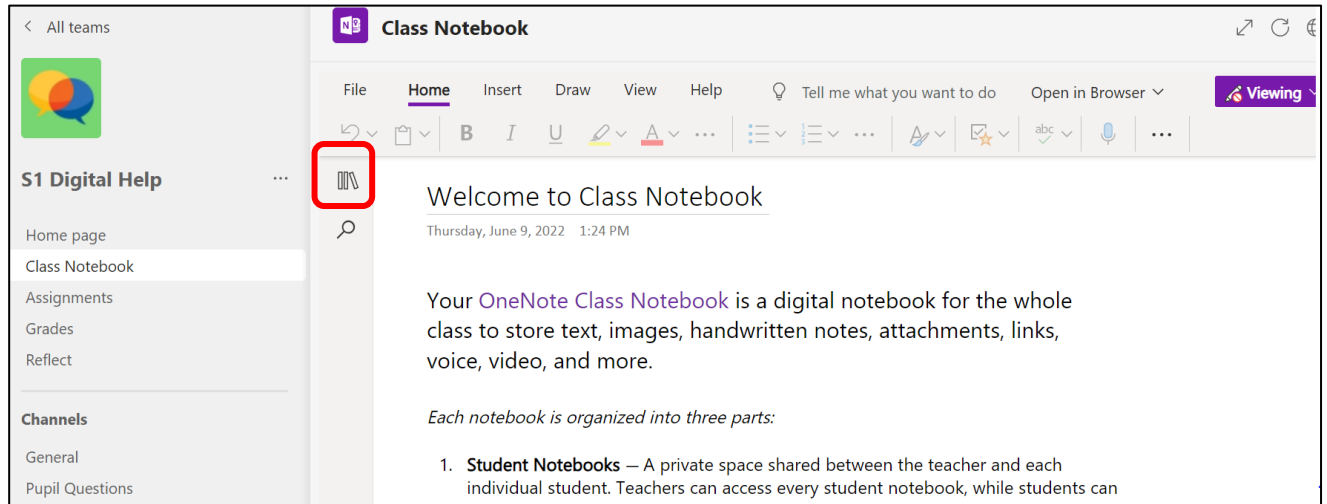 All teams
S1 Digital Help
Home page
Class Notebook
Assignments
Grades
Reflect
Channels
General
Pupil Questions
Class Notebook
File Home Insert Draw View Help Tell me what you want to do Open in Browser Viewing
B I U A abc
Welcome to Class Notebook
Thursday, June 9, 2022 1:24 PM
Your OneNote Class Notebook is a digital notebook for the whole
class to store text, images, handwritten notes, attachments, links,
voice, video, and more.
Each notebook is organized into three parts:
1. Student Notebooks — A private space shared between the teacher and each
individual student. Teachers can access every student notebook, while students can